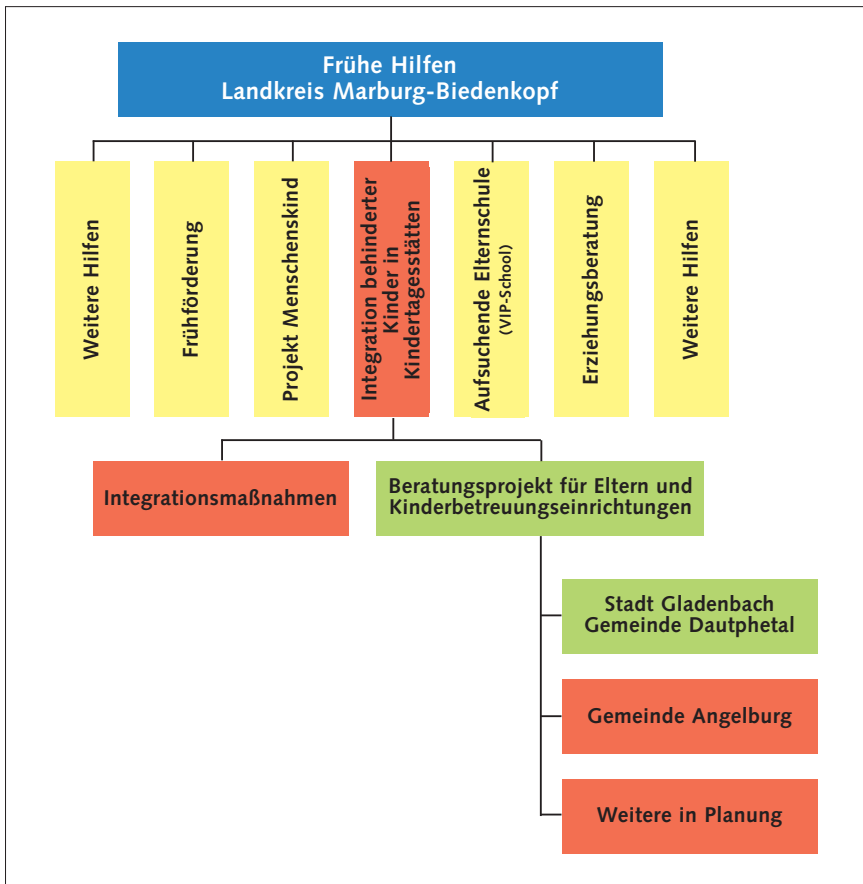 Frühe Hilfen
Landkreis Marburg-Biedenkopf
Weitere Hilfen
Frühförderung
Projekt Menschenskind
Integration behinderter
Kinder in
Kindertagesstätten
Aufsuchende Elternschule
(VIP-School)
Erziehungsberatung
Weitere Hilfen
Integrationsmaßnahmen
Beratungsprojekt für Eltern und
Kinderbetreuungseinrichtungen
Stadt Gladenbach
Gemeinde Dautphetal
Gemeinde Angelburg
Weitere in Planung